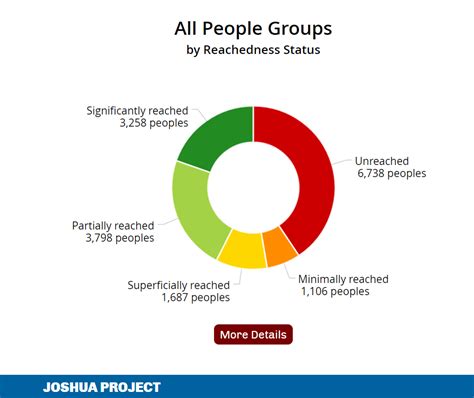 All People Groups
by Reachedness Status
Significantly reached
3,258 peoples
Unreached
6,738 peoples
Partially reached
3,798 peoples
Superficially reached
1,687 peoples
Minimally reached
1,106 peoples
More Details
JOSHUA PROJECT